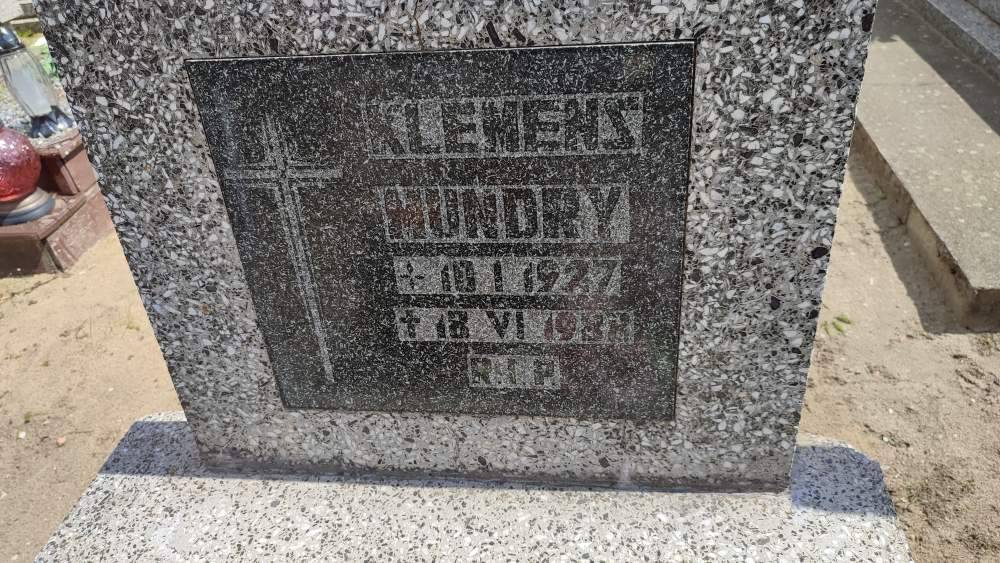 KLEMENS
MUNDRY
✢ 10 I 1927
✝ 18 VI
R.I.P.